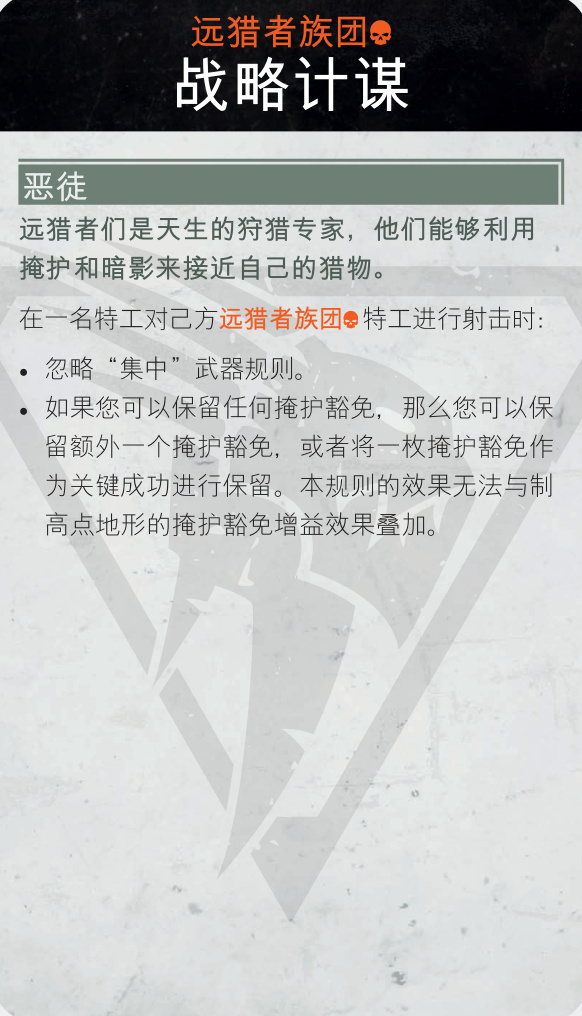 远猎者族团
战略计谋
恶徒
远猎者们是天生的狩猎专家，他们能够利用
掩护和暗影来接近自己的猎物。
在一名特工对己方远猎者族团特工进行射击时：
• 忽略“集中”武器规则。
• 如果您可以保留任何掩护豁免，那么您可以保
留额外一个掩护豁免，或者将一枚掩护豁免作
为关键成功进行保留。本规则的效果无法与制
高点地形的掩护豁免增益效果叠加。